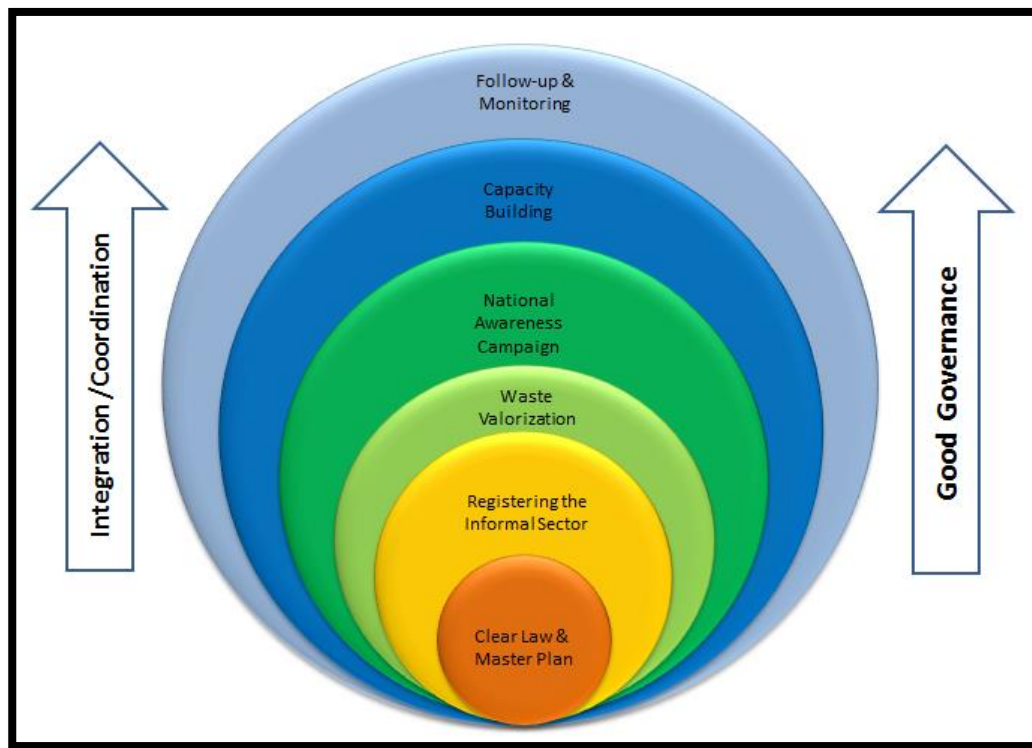 Follow-up &
Monitoring
Capacity
Building
National
Awareness
Campaign
Waste
Valorization
Registering the
Informal Sector
Clear Law &
Master Plan
Integration /Coordination
Good Governance